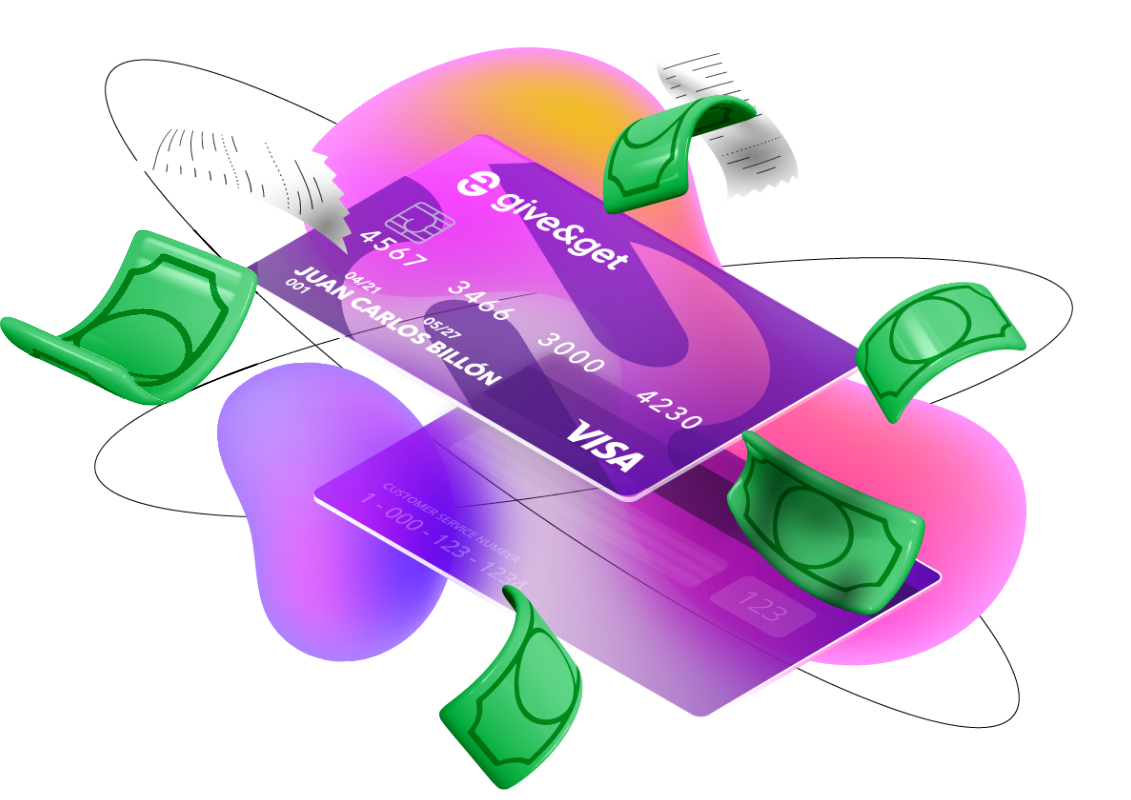 give&get
4567 3466 3000 4230
04/21 05/27
JUAN CARLOS BILLÓN
001
VISA
CUSTOMER SERVICE NUMBER
1 - 000 - 123 - 1234
123